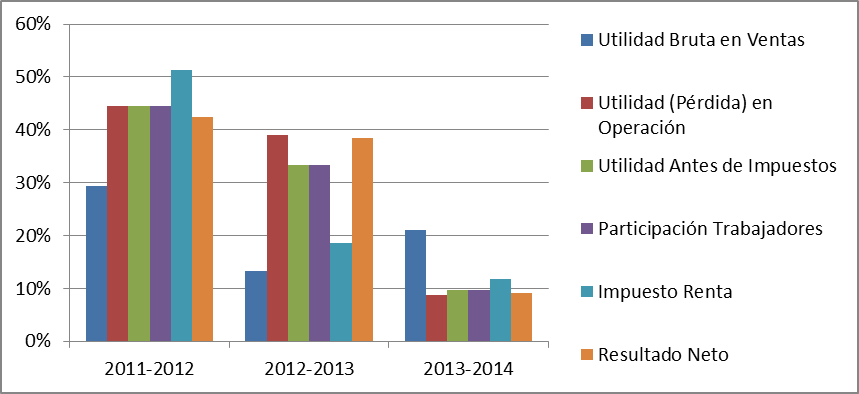 60%
50%
40%
30%
20%
10%
0%
2011-2012
2012-2013
2013-2014
Utilidad Bruta en Ventas
Utilidad (Pérdida) en
Operación
Utilidad Antes de Impuestos
Participación Trabajadores
Impuesto Renta
Resultado Neto